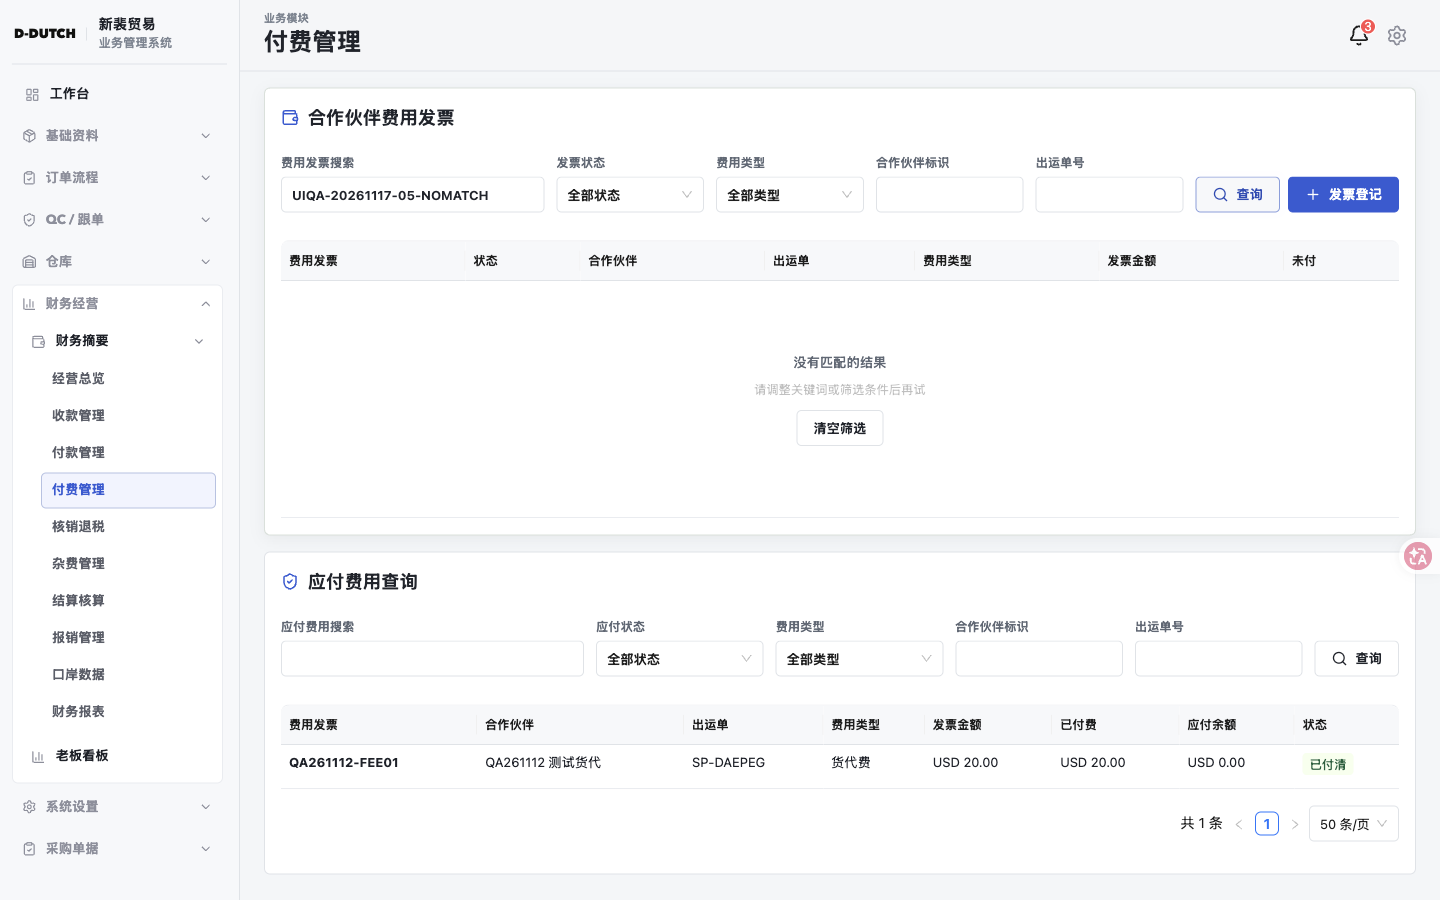 D-DUTCH
新裴贸易
业务管理系统
工作台
基础资料
订单流程
QC / 跟单
仓库
财务经营
财务摘要
经营总览
收款管理
付款管理
付费管理
核销退税
杂费管理
结算核算
报销管理
口岸数据
财务报表
老板看板
系统设置
采购单据
业务模块
付费管理
3
合作伙伴费用发票
费用发票搜索 发票状态 费用类型 合作伙伴标识 出运单号
UIQA-20261117-05-NOMATCH 全部状态 全部类型 查询 发票登记
费用发票 状态 合作伙伴 出运单 费用类型 发票金额 未付
没有匹配的结果
请调整关键词或筛选条件后再试
清空筛选
应付费用查询
应付费用搜索 应付状态 费用类型 合作伙伴标识 出运单号
全部状态 全部类型 查询
费用发票 合作伙伴 出运单 费用类型 发票金额 已付费 应付余额 状态
QA261112-FEE01 QA261112 测试货代 SP-DAEPEG 货代费 USD 20.00 USD 20.00 USD 0.00 已付清
共 1 条 1 50 条/页